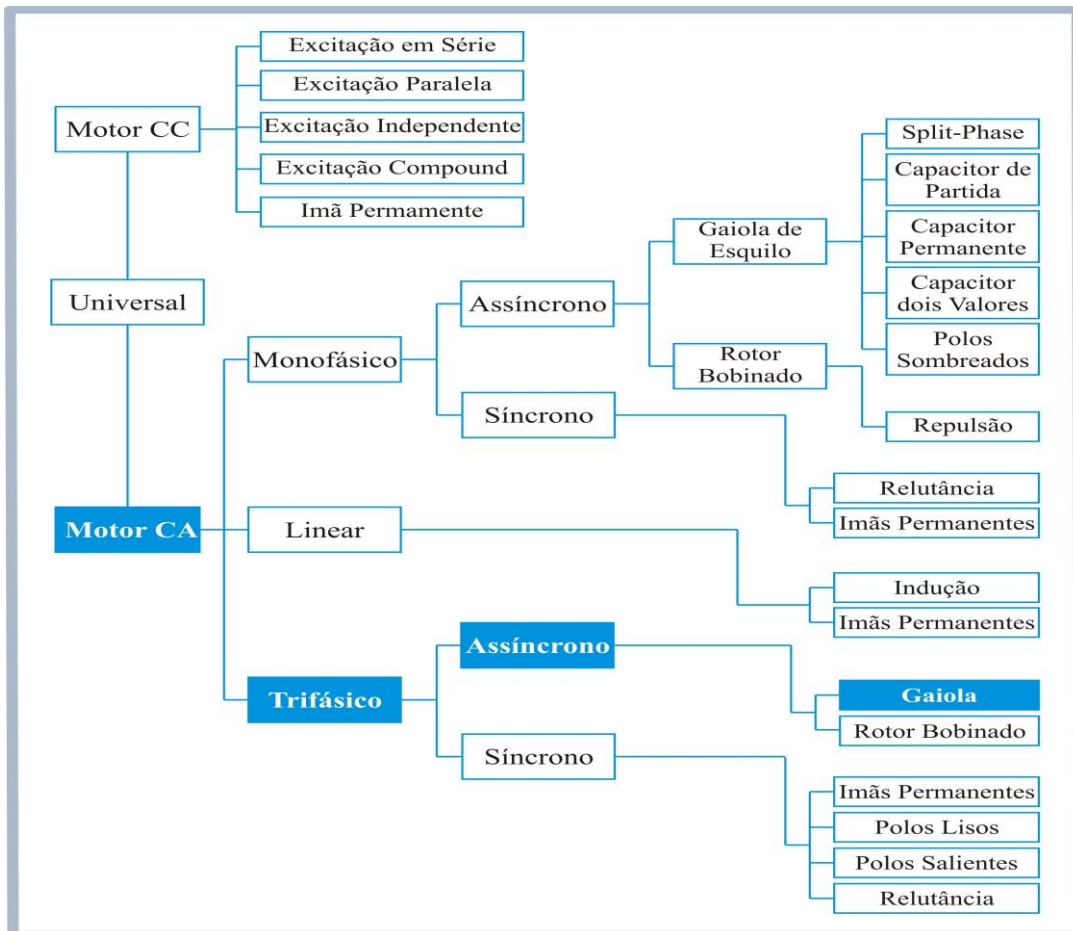 Motor CC
Excitação em Série
Excitação Paralela
Excitação Independente
Excitação Compound
Imã Permamente
Universal
Motor CA
Monofásico
Assíncrono
Gaiola de
Esquilo
Split-Phase
Capacitor de
Partida
Capacitor
Permanente
Capacitor
dois Valores
Polos
Sombreados
Rotor
Bobinado
Repulsão
Síncrono
Relutância
Imãs Permanentes
Linear
Indução
Imãs Permanentes
Trifásico
Assíncrono
Gaiola
Rotor Bobinado
Síncrono
Imãs Permanentes
Polos Lisos
Polos Salientes
Relutância